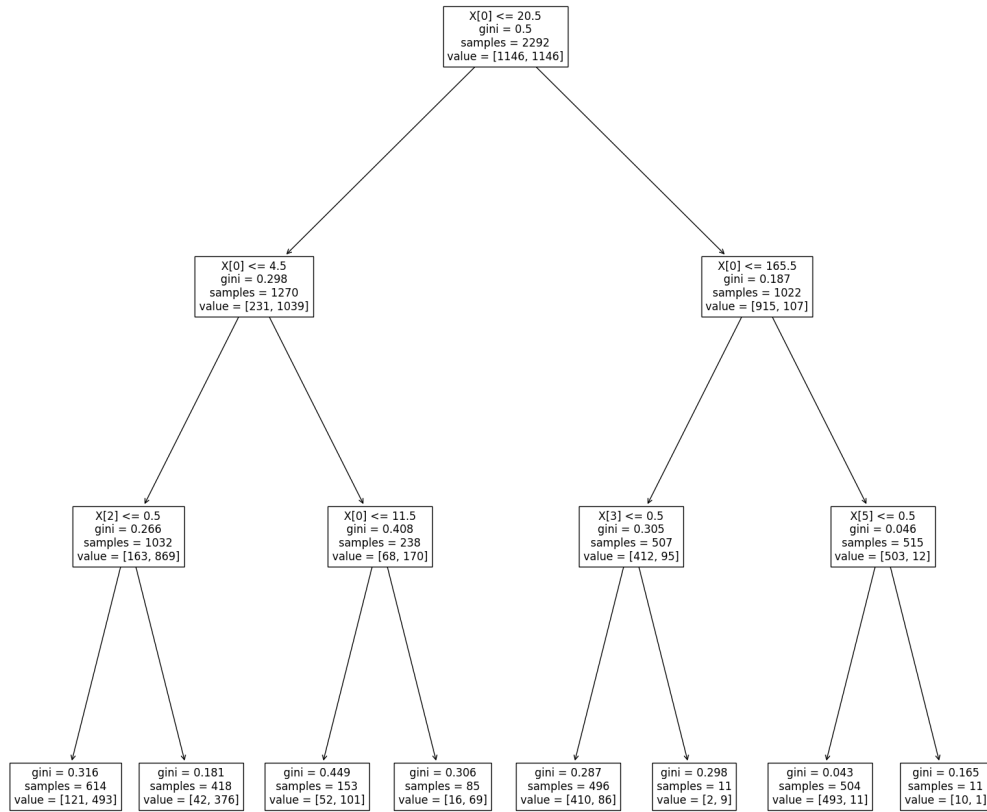 X[0] <= 20.5
gini = 0.5
samples = 2292
value = [1146, 1146]
X[0] <= 4.5
gini = 0.298
samples = 1270
value = [231, 1039]
X[0] <= 165.5
gini = 0.187
samples = 1022
value = [915, 107]
X[2] <= 0.5
gini = 0.266
samples = 1032
value = [163, 869]
X[0] <= 11.5
gini = 0.408
samples = 238
value = [68, 170]
X[3] <= 0.5
gini = 0.305
samples = 507
value = [412, 95]
X[5] <= 0.5
gini = 0.046
samples = 515
value = [503, 12]
gini = 0.316
samples = 614
value = [121, 493]
gini = 0.181
samples = 418
value = [42, 376]
gini = 0.449
samples = 153
value = [52, 101]
gini = 0.306
samples = 85
value = [16, 69]
gini = 0.287
samples = 496
value = [410, 86]
gini = 0.298
samples = 11
value = [2, 9]
gini = 0.043
samples = 504
value = [493, 11]
gini = 0.165
samples = 11
value = [10, 1]